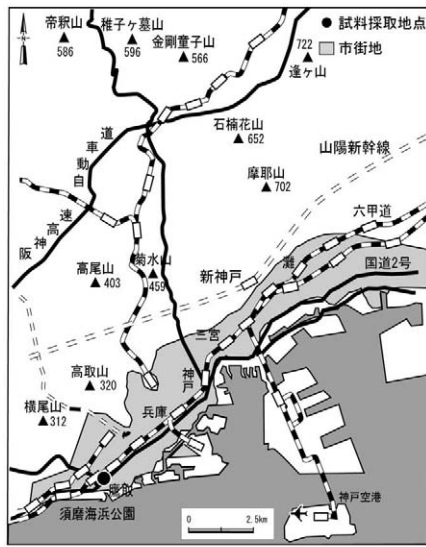 帝釈山
586
稚子ヶ墓山
596
金剛童子山
566
722
逢ヶ山
試料採取地点
市街地
石楠花山
652
山陽新幹線
摩耶山
702
六甲道
阪神高速自動車道
灘
国道2号
新神戸
高尾山
403
菊水山
459
三宮
神戸
高取山
320
兵庫
横尾山
312
鷹取
須磨海浜公園
神戸空港
0
2.5km